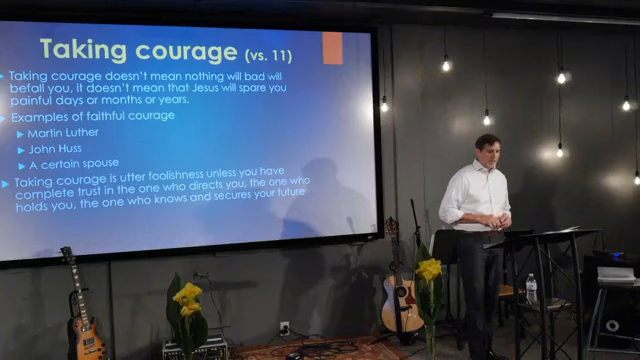 Taking courage (vs. 11)
Taking courage doesn't mean nothing will bad will
befall you, it doesn't mean that Jesus will spare you
painful days or months or years.
Examples of faithful courage
Martin Luther
John Huss
A certain spouse
Taking courage is utter foolishness unless you have
complete trust in the one who directs you, the one who
holds you, the one who knows and secures your future